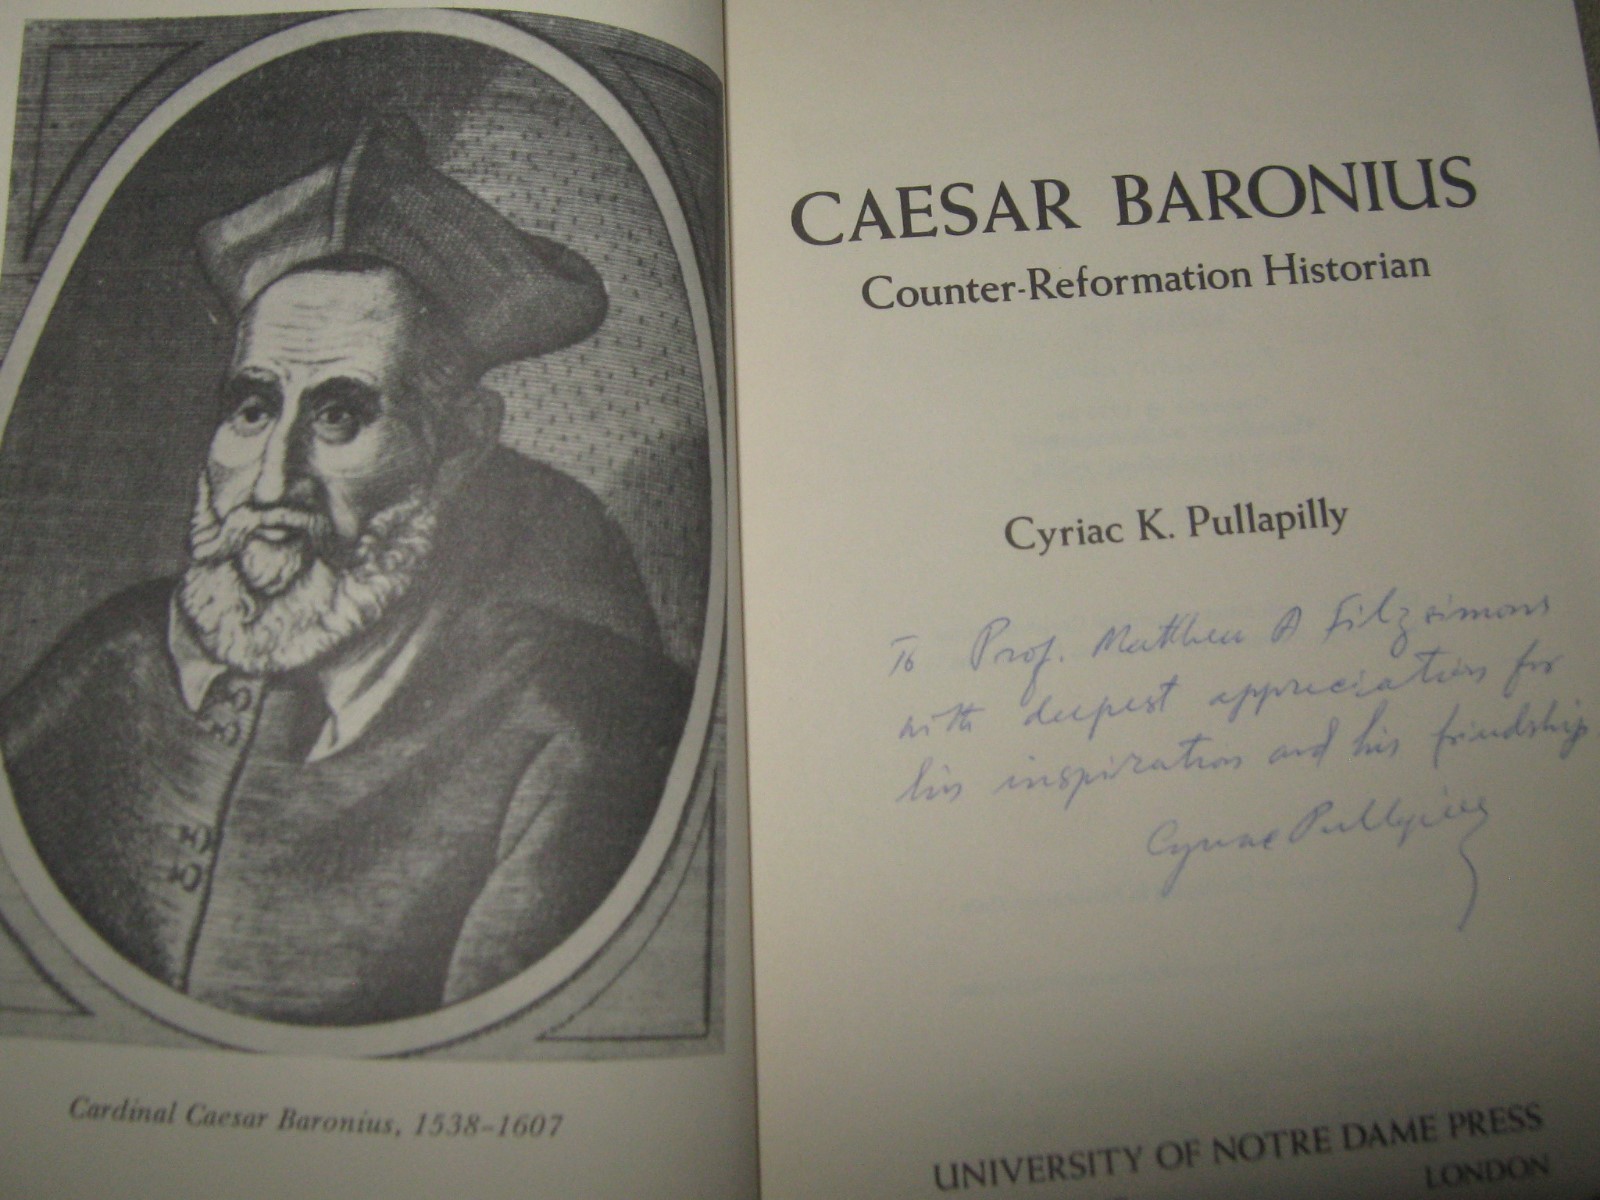 Cardinal Caesar Baronius, 1538–1607
CAESAR BARONIUS
Counter-Reformation Historian
Cyriac K. Pullapilly
To Prof. Matthew A Fitzsimons
with deepest appreciation for
his inspiration and his friendship
Cyriac Pullapilly
UNIVERSITY OF NOTRE DAME PRESS
LONDON